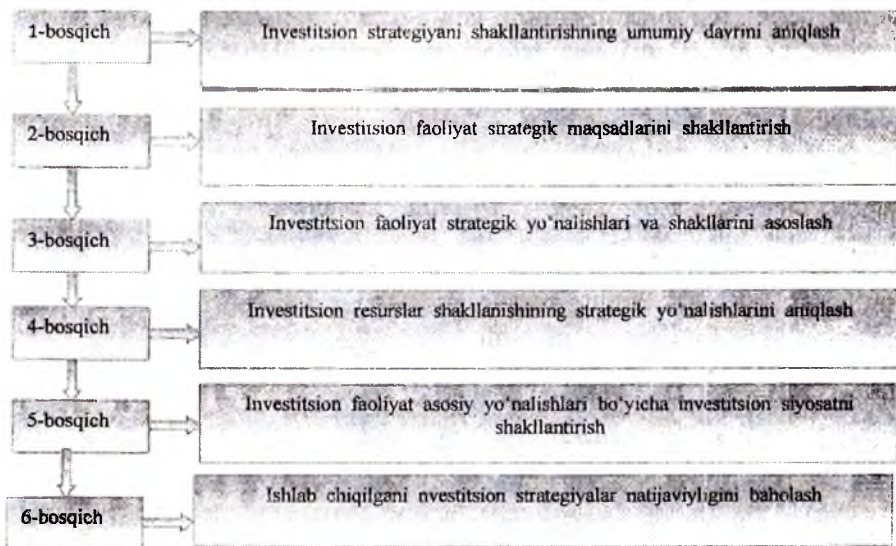 1-bosqich
Investitsion strategiyani shakllantirishning umumiy davrini aniqlash
2-bosqich
Investitsion faoliyat strategik maqsadlarini shakllantirish
3-bosqich
Investitsion faoliyat strategik yo'nalishlari va shakllarini asoslash
4-bosqich
Investitsion resurslar shakllanishining strategik yo'nalishlarini aniqlash
5-bosqich
Investitsion faoliyat asosiy yo'nalishlari bo'yicha investitsion siyosatni
shakllantirish
6-bosqich
Ishlab chiqilgani nvestitsion strategiyalar natijaviyligini baholash